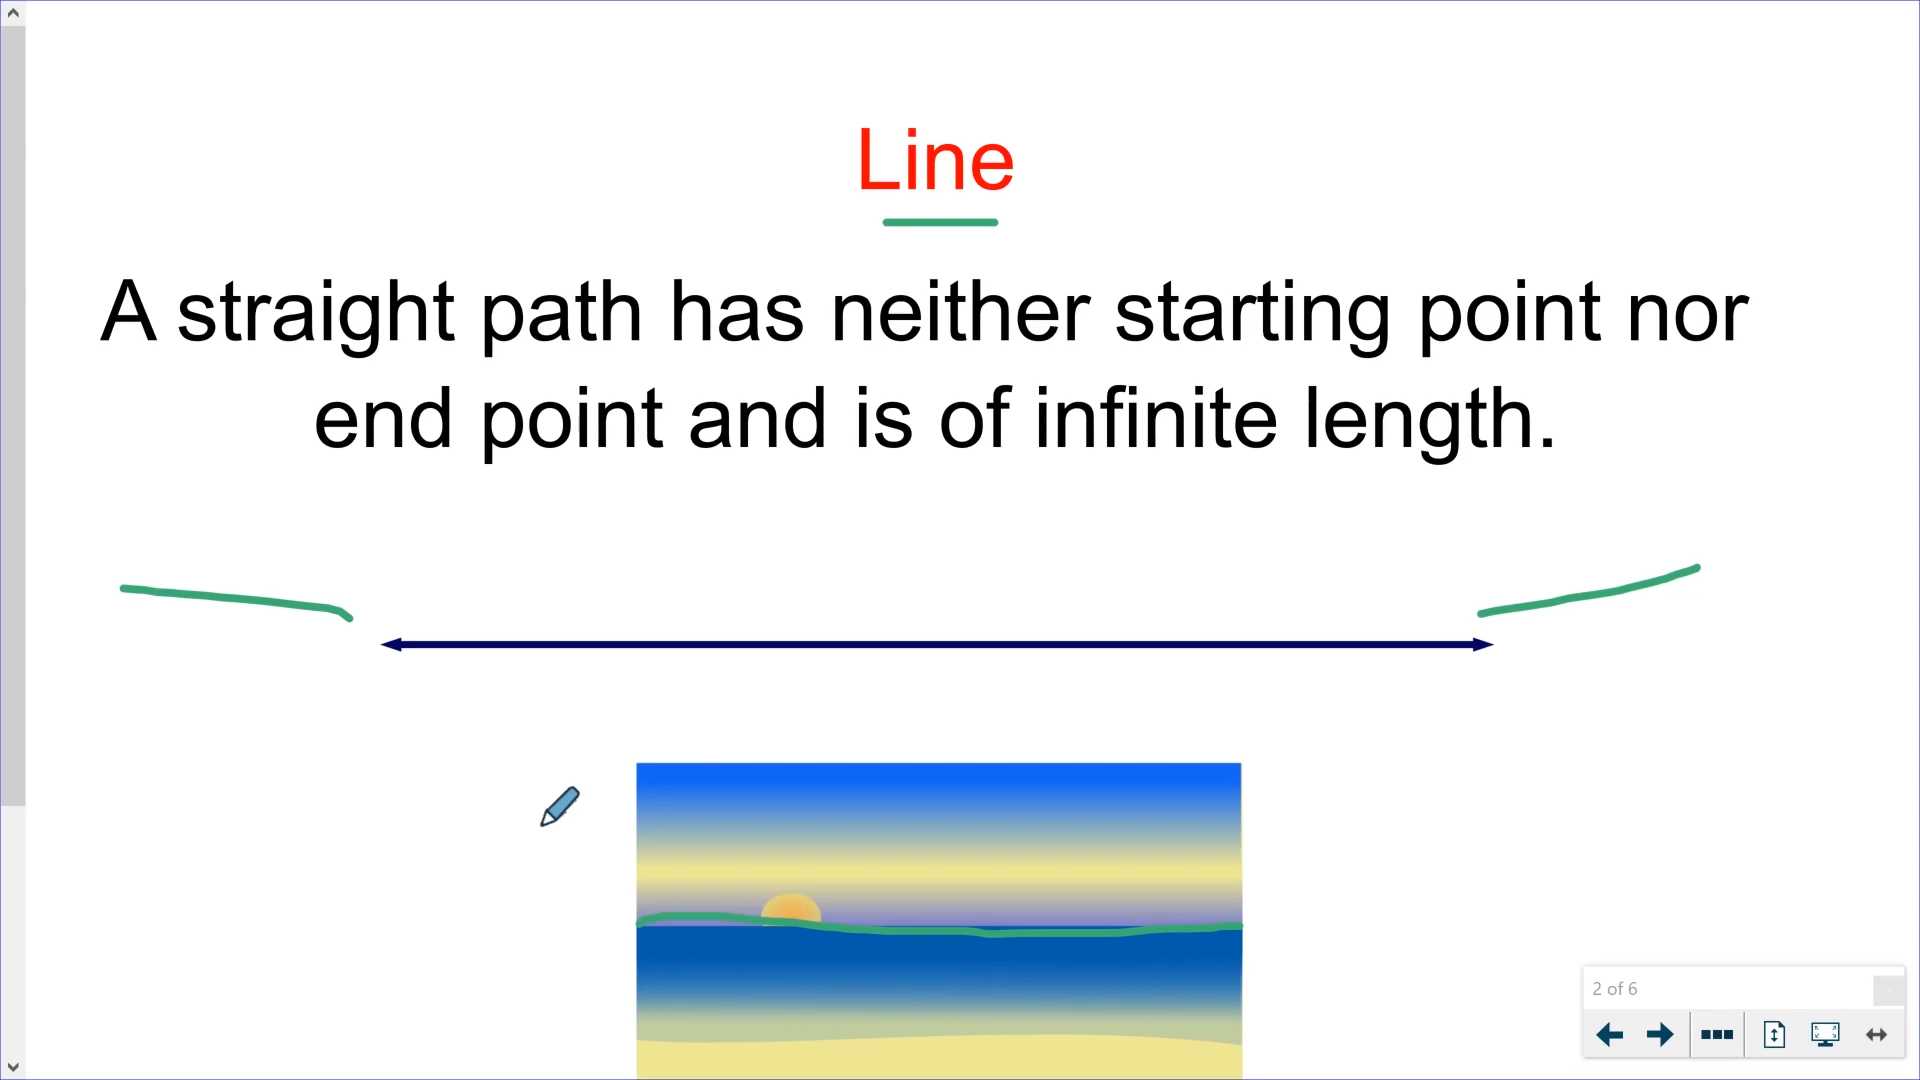 Line
A straight path has neither starting point nor
end point and is of infinite length.
2 of 6